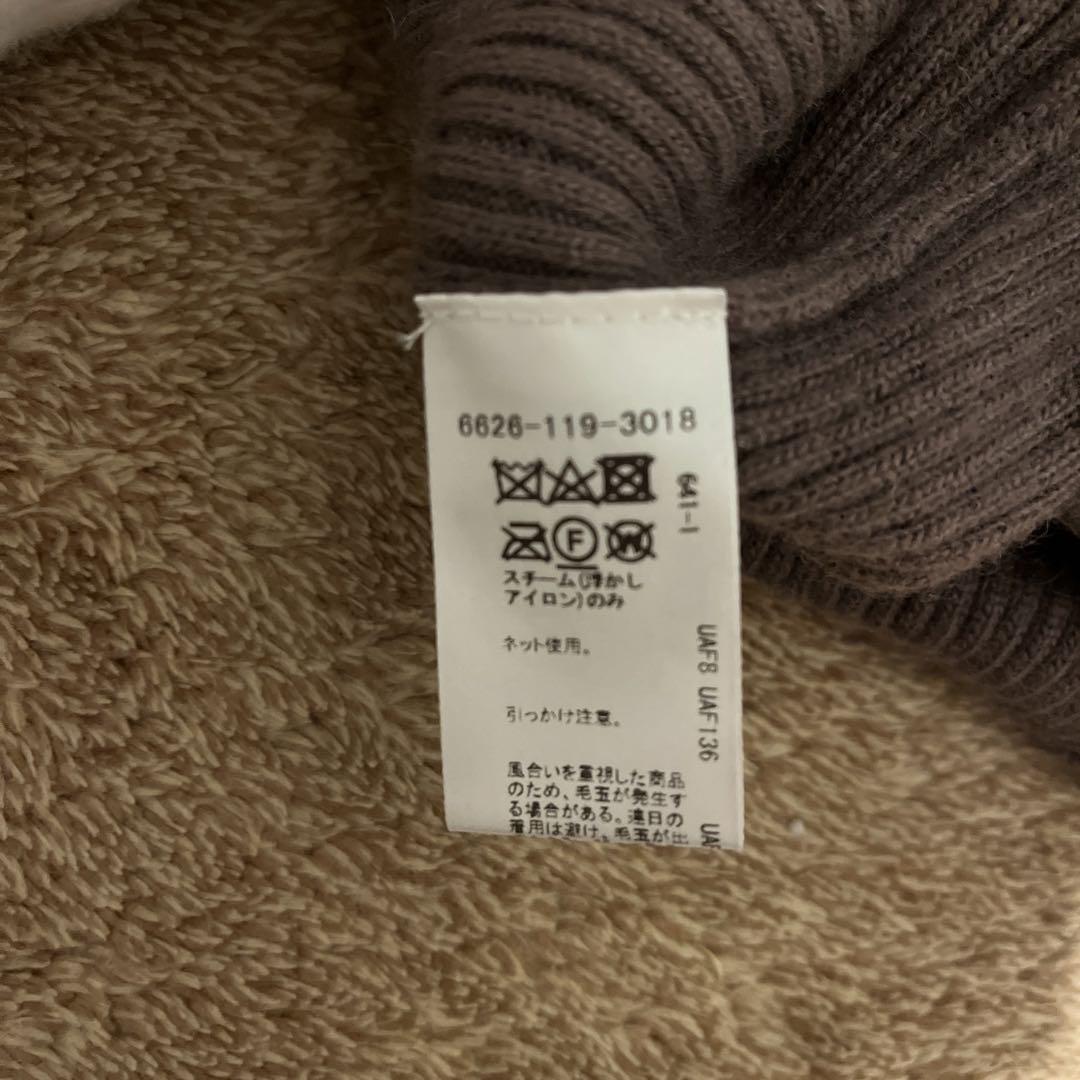 6626-119-3018
641-1
F
W
スチーム(浮かし
アイロン)のみ
ネット使用。
引っかけ注意。
風合いを重視した商品
のため、毛玉が発生す
る場合がある。連日の
着用は避け。毛玉が出
UAF8 UAF136